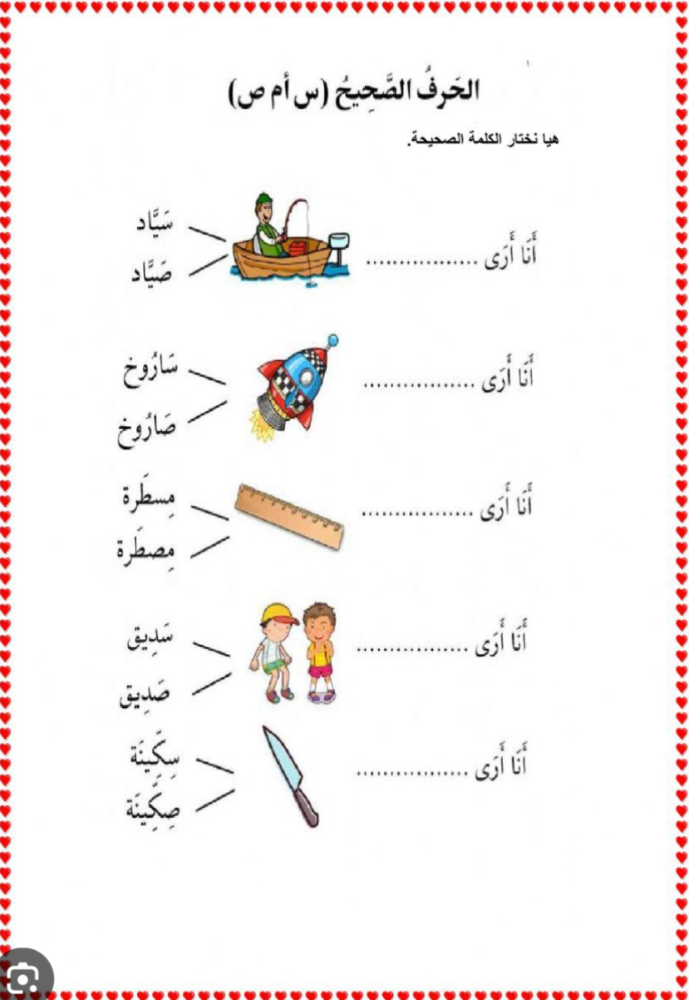 الحَرفُ الصَّحِيحُ (س أم ص)
هيا نختار الكلمة الصحيحة.
أَنَا أَرَى .................
سَيَّاد
صَيَّاد
أَنَا أَرَى .................
سَارُوخ
صَارُوخ
أَنَا أَرَى .................
مِسطَرة
مِصطَرة
أَنَا أَرَى .................
سَدِيق
صَدِيق
أَنَا أَرَى .................
سِكِّينَة
صِكِّينَة